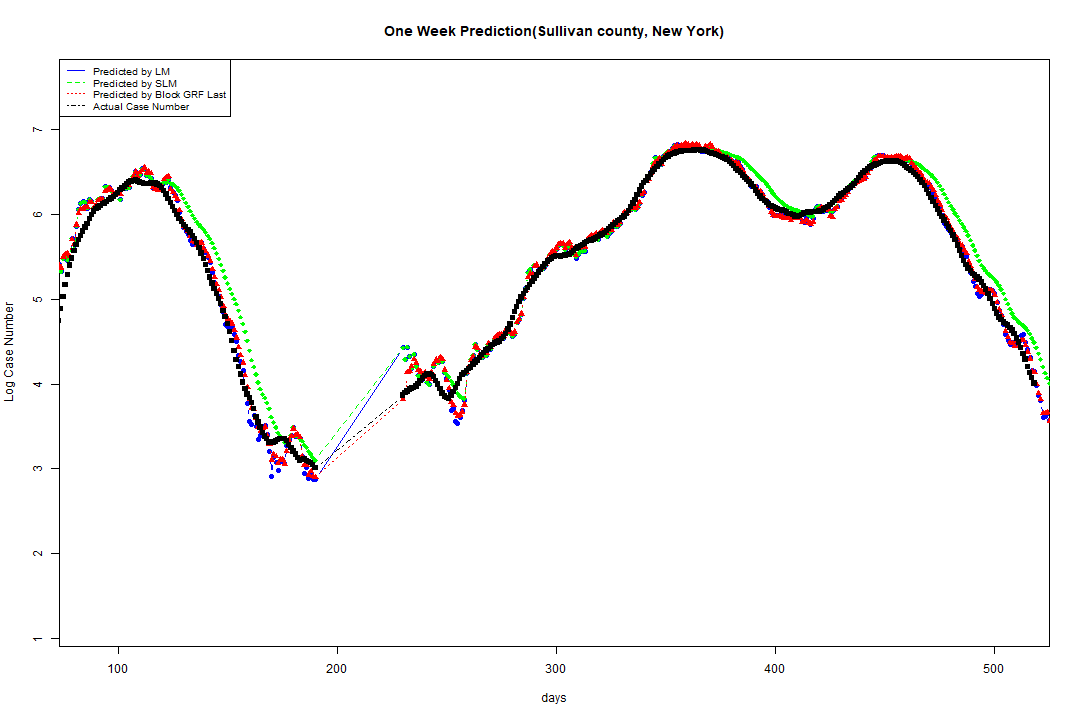 One Week Prediction(Sullivan county, New York)
Predicted by LM
Predicted by SLM
Predicted by Block GRF Last
Actual Case Number
Log Case Number
7
6
5
4
3
2
1
100 200 300 400 500
days